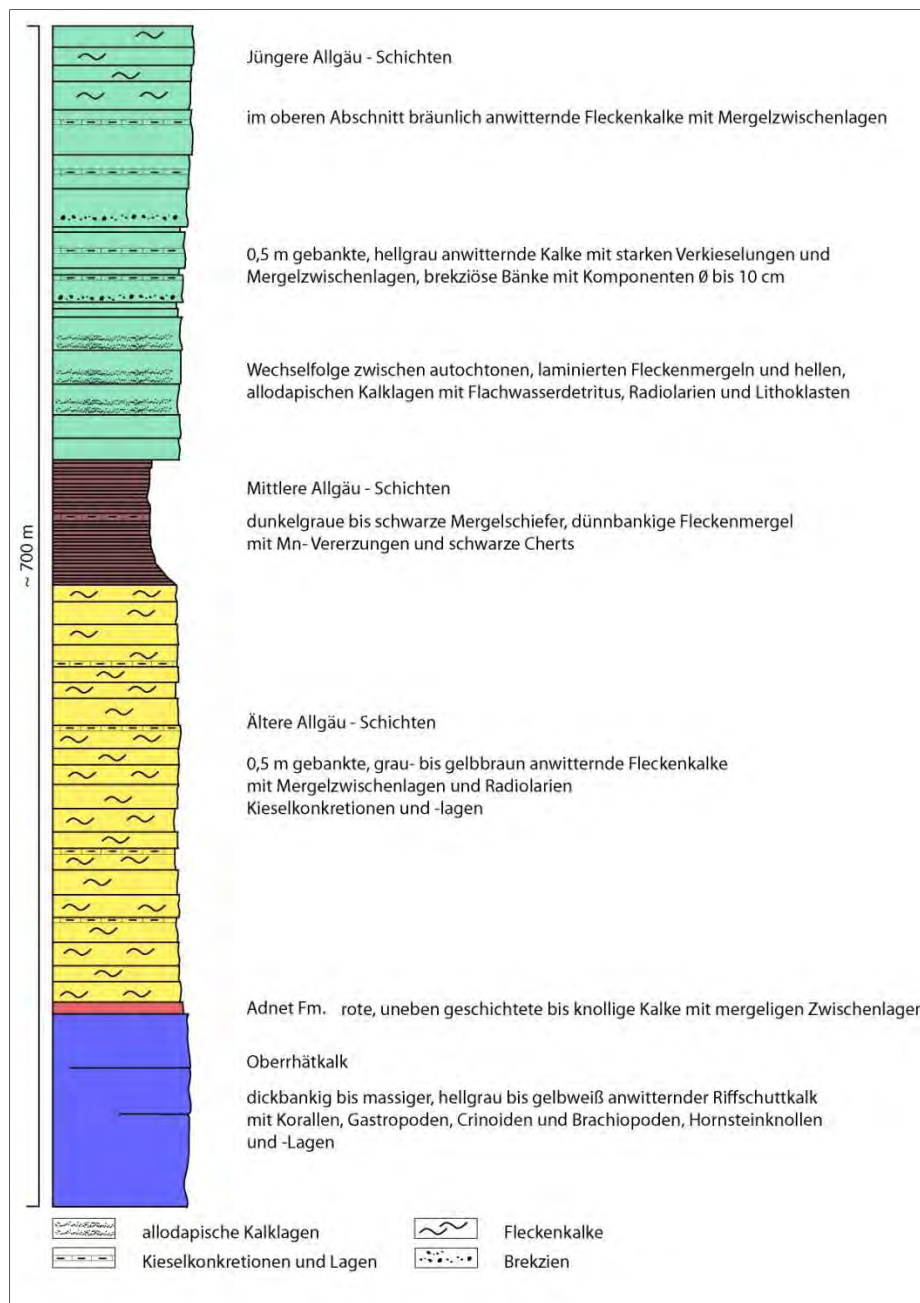 Jüngere Allgäu - Schichten
im oberen Abschnitt bräunlich anwitternde Fleckenkalke mit Mergelzwischenlagen
0,5 m gebankte, hellgrau anwitternde Kalke mit starken Verkieselungen und
Mergelzwischenlagen, brekziöse Bänke mit Komponenten Ø bis 10 cm
Wechselfolge zwischen autochtonen, laminierten Fleckenmergeln und hellen,
allodapischen Kalklagen mit Flachwasserdetritus, Radiolarien und Lithoklasten
Mittlere Allgäu - Schichten
dunkelgraue bis schwarze Mergelschiefer, dünnbankige Fleckenmergel
mit Mn- Vererzungen und schwarze Cherts
~ 700 m
Ältere Allgäu - Schichten
0,5 m gebankte, grau- bis gelbbraun anwitternde Fleckenkalke
mit Mergelzwischenlagen und Radiolarien
Kieselkonkretionen und -lagen
Adnet Fm. rote, uneben geschichtete bis knollige Kalke mit mergeligen Zwischenlagen
Oberrhätkalk
dickbankig bis massiger, hellgrau bis gelbweiß anwitternder Riffschuttkalk
mit Korallen, Gastropoden, Crinoiden und Brachiopoden, Hornsteinknollen
und -Lagen
allodapische Kalklagen
Fleckenkalke
Kieselkonkretionen und Lagen
Brekzien